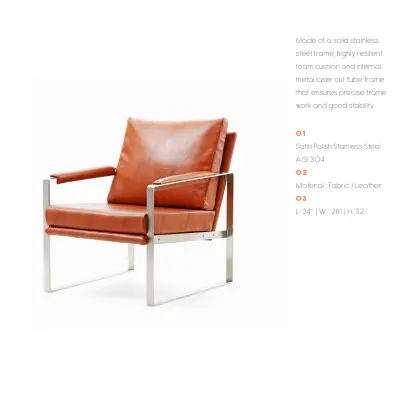 Made of a solid stainless
steel frame, highly resilient
foam cushion and internal
metal laser cut tube frame
that ensures precise frame
work and good stability.
01
Satin Polish Stainless Steel
AISI 304
02
Material : Fabric / Leather
03
L: 34" | W : 28" | H: 32"